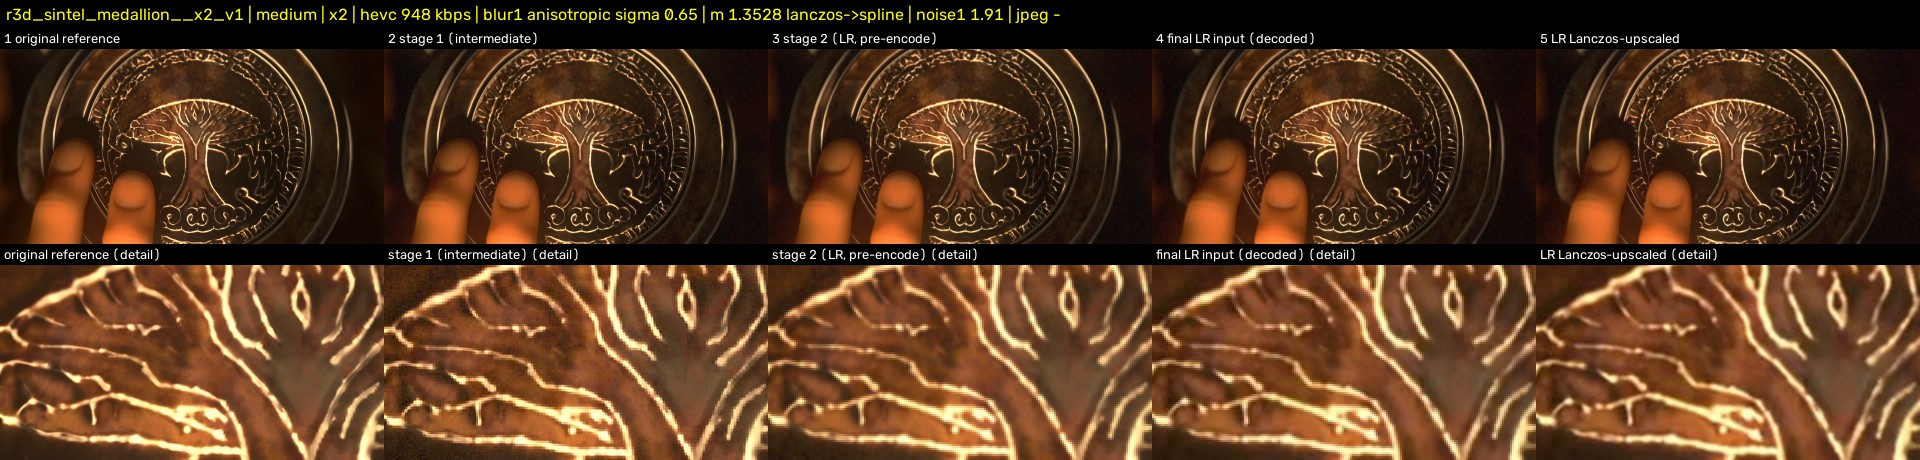 r3d_sintel_medallion__x2_v1 | medium | x2 | hevc 948 kbps | blur1 anisotropic sigma 0.65 | m 1.3528 lanczos->spline | noise1 1.91 | jpeg -
1 original reference
2 stage 1 (intermediate)
3 stage 2 (LR, pre-encode)
4 final LR input (decoded)
5 LR Lanczos-upscaled
original reference (detail)
stage 1 (intermediate) (detail)
stage 2 (LR, pre-encode) (detail)
final LR input (decoded) (detail)
LR Lanczos-upscaled (detail)